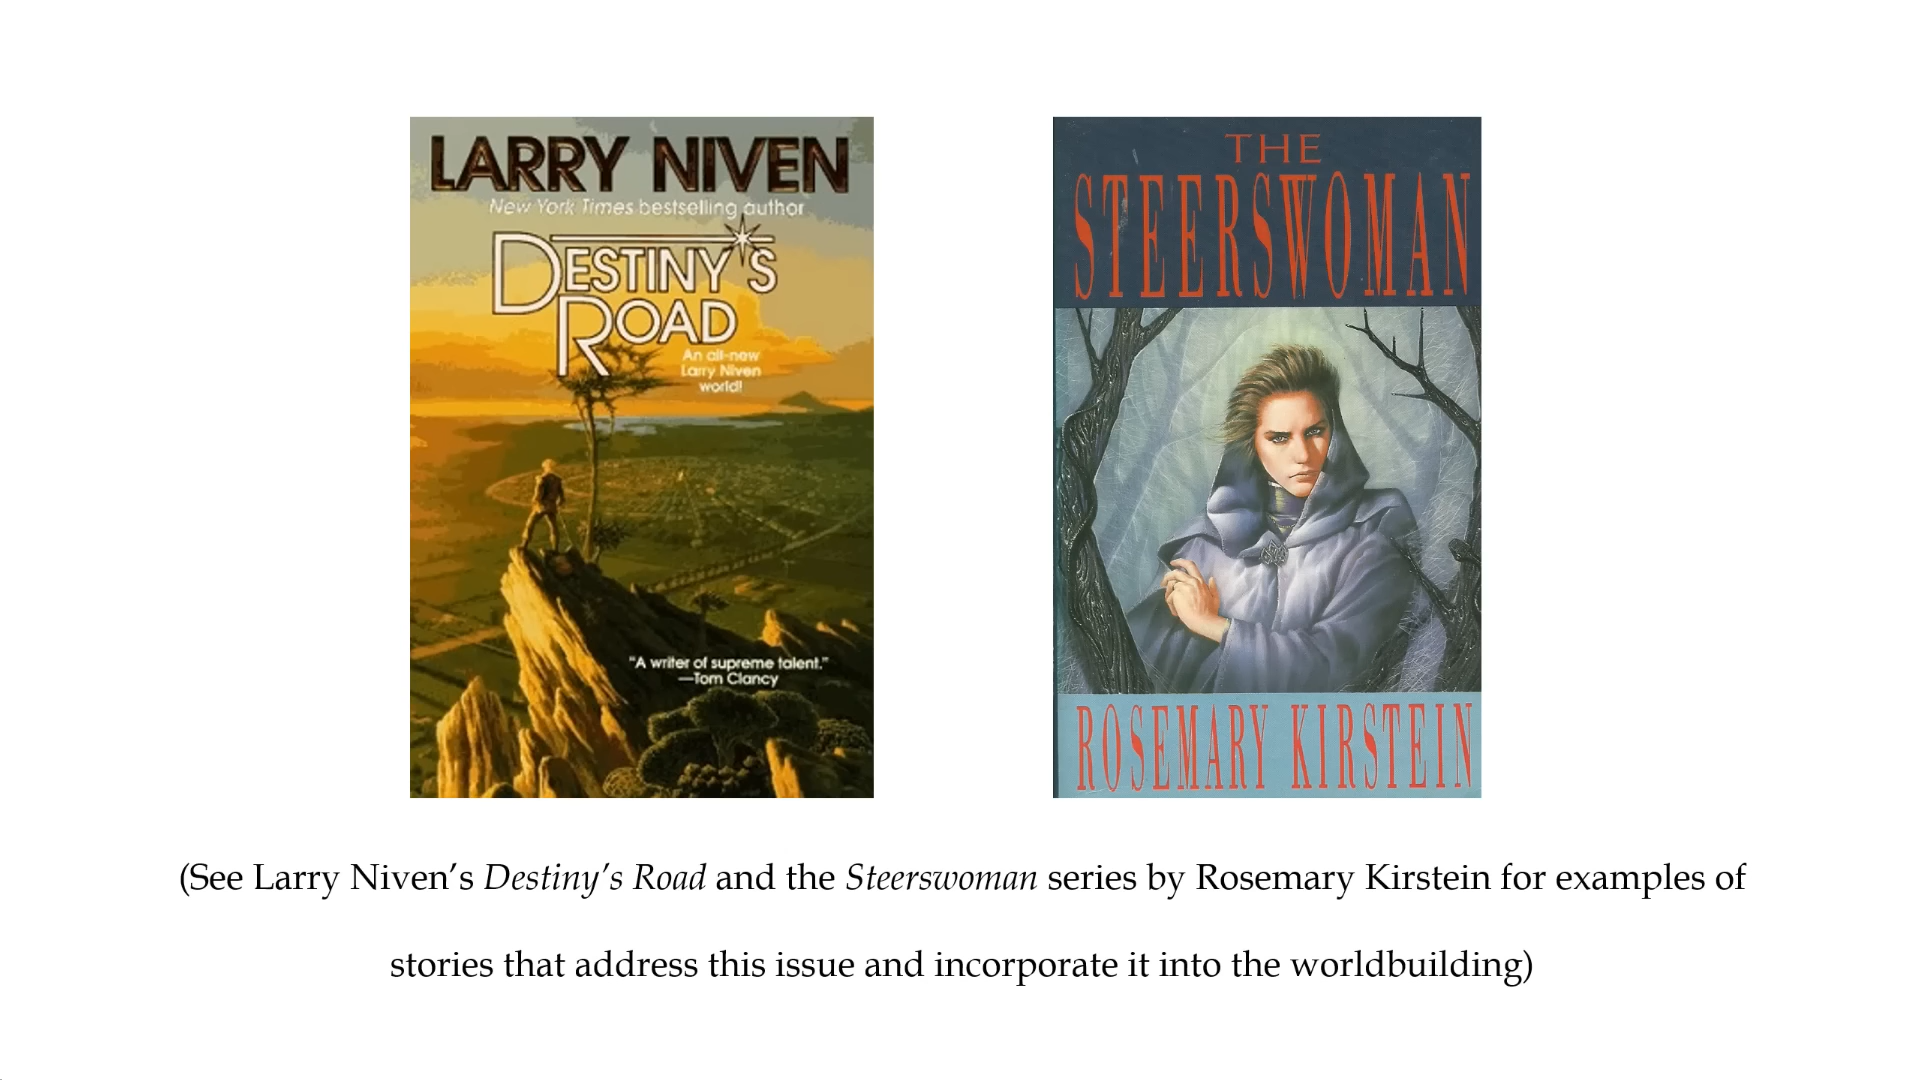 LARRY NIVEN
New York Times bestselling author
DESTINY'S
ROAD
An all-new
Larry Niven
world!
"A writer of supreme talent."
—Tom Clancy
THE
STEERSWOMAN
ROSEMARY KIRSTEIN
(See Larry Niven’s Destiny’s Road and the Steerswoman series by Rosemary Kirstein for examples of
stories that address this issue and incorporate it into the worldbuilding)